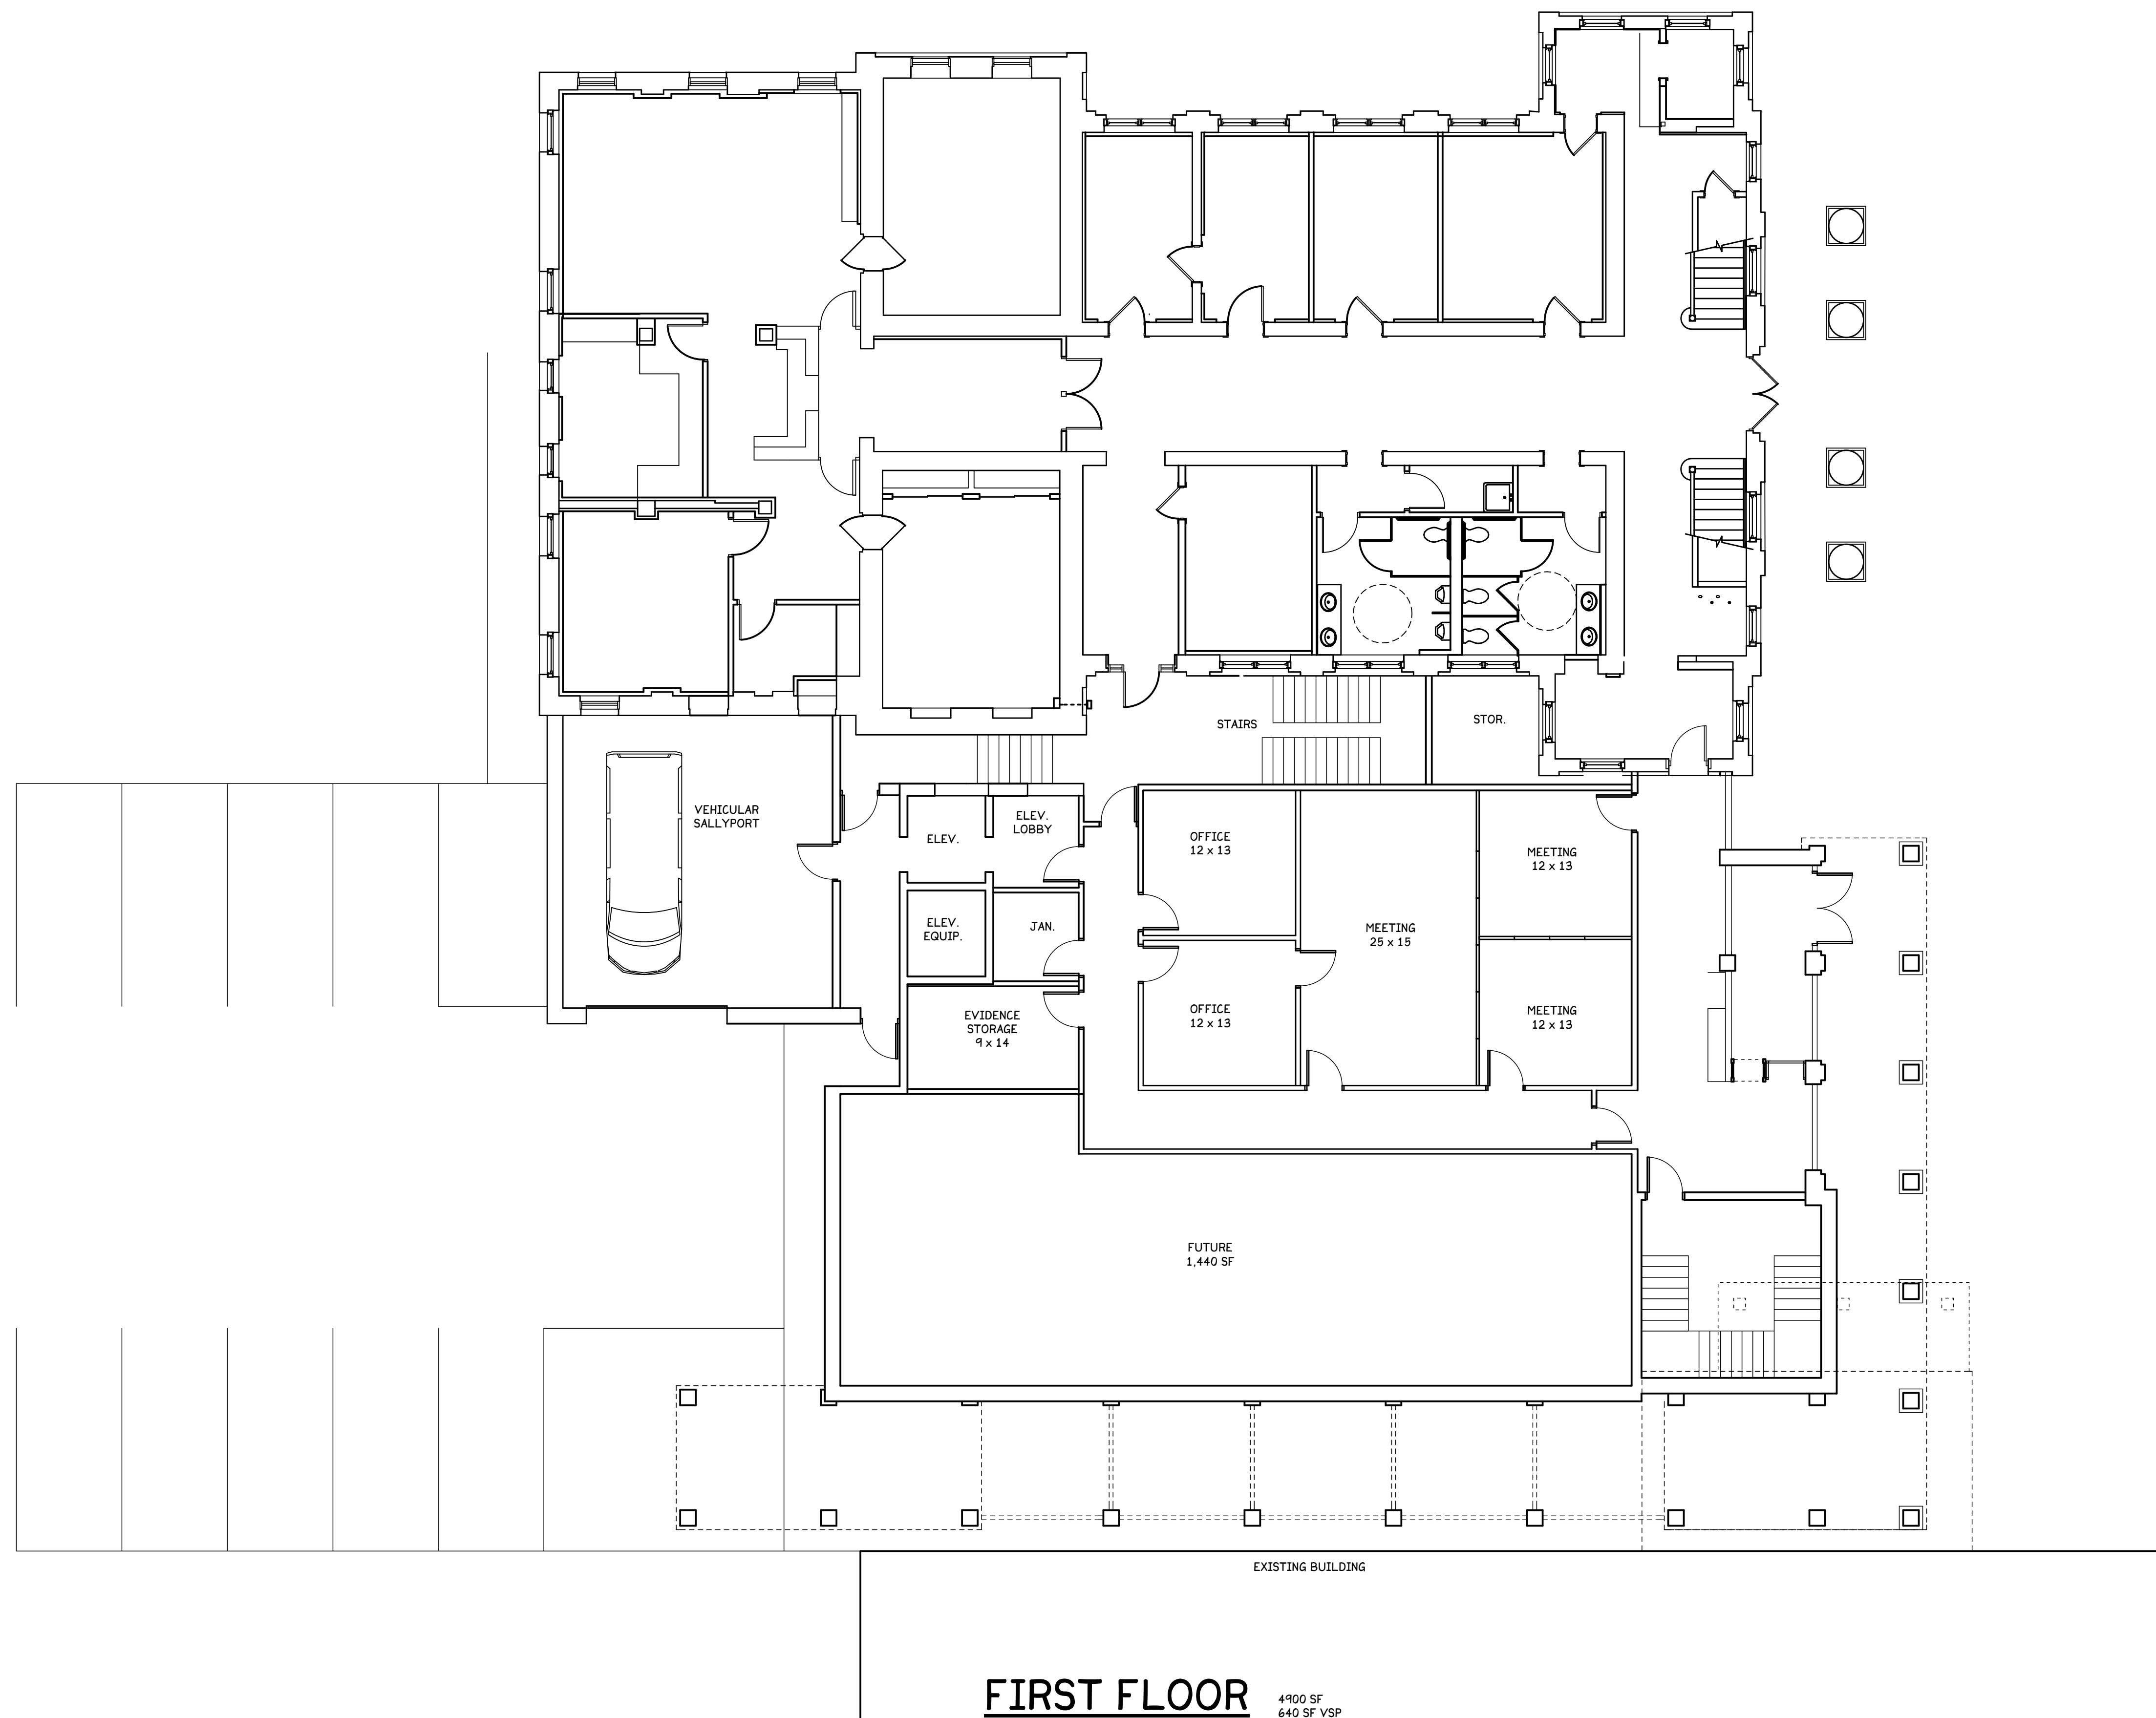 STAIRS
STOR.
VEHICULAR
SALLYPORT
ELEV.
ELEV.
LOBBY
OFFICE
12 x 13
MEETING
12 x 13
ELEV.
EQUIP.
JAN.
MEETING
25 x 15
EVIDENCE
STORAGE
9 x 14
OFFICE
12 x 13
MEETING
12 x 13
FUTURE
1,440 SF
EXISTING BUILDING
FIRST FLOOR
4900 SF
640 SF VSP